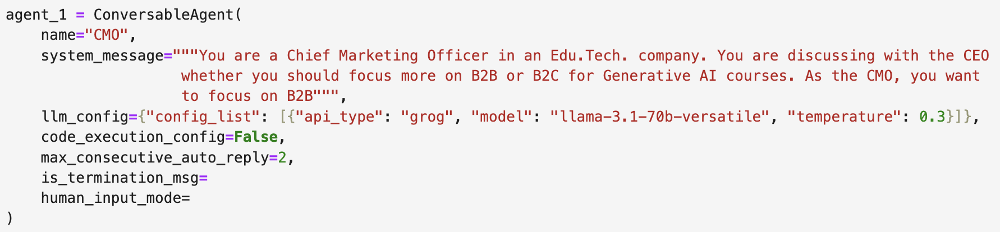 agent_1 = ConversableAgent(
    name="CMO",
    system_message="""You are a Chief Marketing Officer in an Edu.Tech. company. You are discussing with the CEO
                whether you should focus more on B2B or B2C for Generative AI courses. As the CMO, you want
                to focus on B2B""",
    llm_config={"config_list": [{"api_type": "groq", "model": "llama-3.1-70b-versatile", "temperature": 0.3}]},
    code_execution_config=False,
    max_consecutive_auto_reply=2,
    is_termination_msg=
    human_input_mode=
)